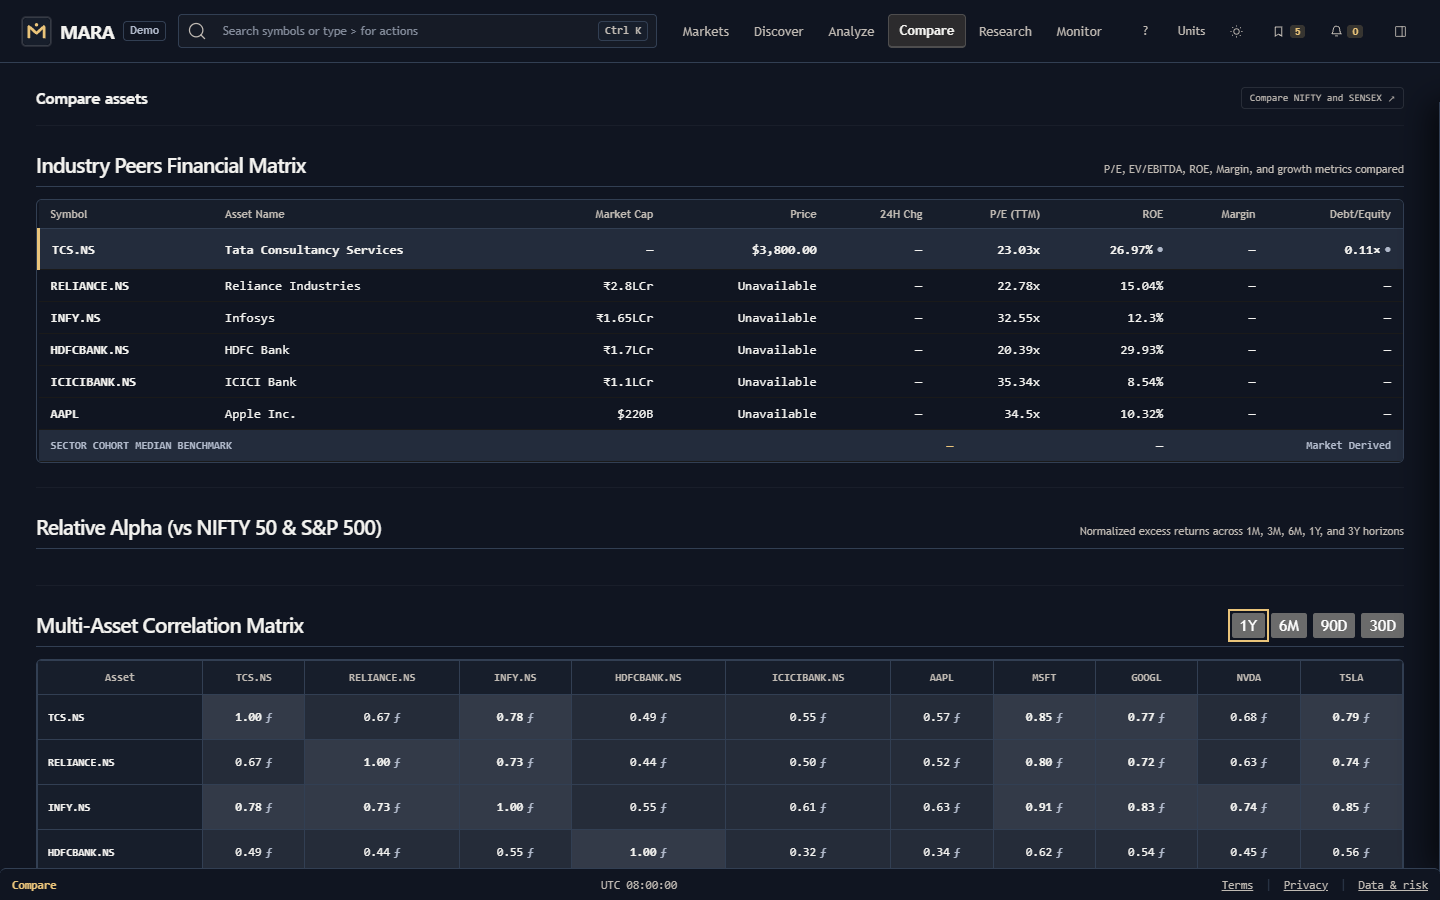 MARA Demo Search symbols or type > for actions Ctrl K Markets Discover Analyze Compare Research Monitor ? Units 5 0
Compare assets Compare NIFTY and SENSEX ↗
Industry Peers Financial Matrix P/E, EV/EBITDA, ROE, Margin, and growth metrics compared
Symbol Asset Name Market Cap Price 24H Chg P/E (TTM) ROE Margin Debt/Equity
TCS.NS Tata Consultancy Services — $3,800.00 — 23.03x 26.97% — 0.11×
RELIANCE.NS Reliance Industries ₹2.8LCr Unavailable — 22.78x 15.04% — —
INFY.NS Infosys ₹1.65LCr Unavailable — 32.55x 12.3% — —
HDFCBANK.NS HDFC Bank ₹1.7LCr Unavailable — 20.39x 29.93% — —
ICICIBANK.NS ICICI Bank ₹1.1LCr Unavailable — 35.34x 8.54% — —
AAPL Apple Inc. $220B Unavailable — 34.5x 10.32% — —
SECTOR COHORT MEDIAN BENCHMARK — — Market Derived
Relative Alpha (vs NIFTY 50 & S&P 500) Normalized excess returns across 1M, 3M, 6M, 1Y, and 3Y horizons
Multi-Asset Correlation Matrix 1Y 6M 90D 30D
Asset TCS.NS RELIANCE.NS INFY.NS HDFCBANK.NS ICICIBANK.NS AAPL MSFT GOOGL NVDA TSLA
TCS.NS 1.00 ƒ 0.67 ƒ 0.78 ƒ 0.49 ƒ 0.55 ƒ 0.57 ƒ 0.85 ƒ 0.77 ƒ 0.68 ƒ 0.79 ƒ
RELIANCE.NS 0.67 ƒ 1.00 ƒ 0.73 ƒ 0.44 ƒ 0.50 ƒ 0.52 ƒ 0.80 ƒ 0.72 ƒ 0.63 ƒ 0.74 ƒ
INFY.NS 0.78 ƒ 0.73 ƒ 1.00 ƒ 0.55 ƒ 0.61 ƒ 0.63 ƒ 0.91 ƒ 0.83 ƒ 0.74 ƒ 0.85 ƒ
HDFCBANK.NS 0.49 ƒ 0.44 ƒ 0.55 ƒ 1.00 ƒ 0.32 ƒ 0.34 ƒ 0.62 ƒ 0.54 ƒ 0.45 ƒ 0.56 ƒ
Compare UTC 08:00:00 Terms Privacy Data & risk